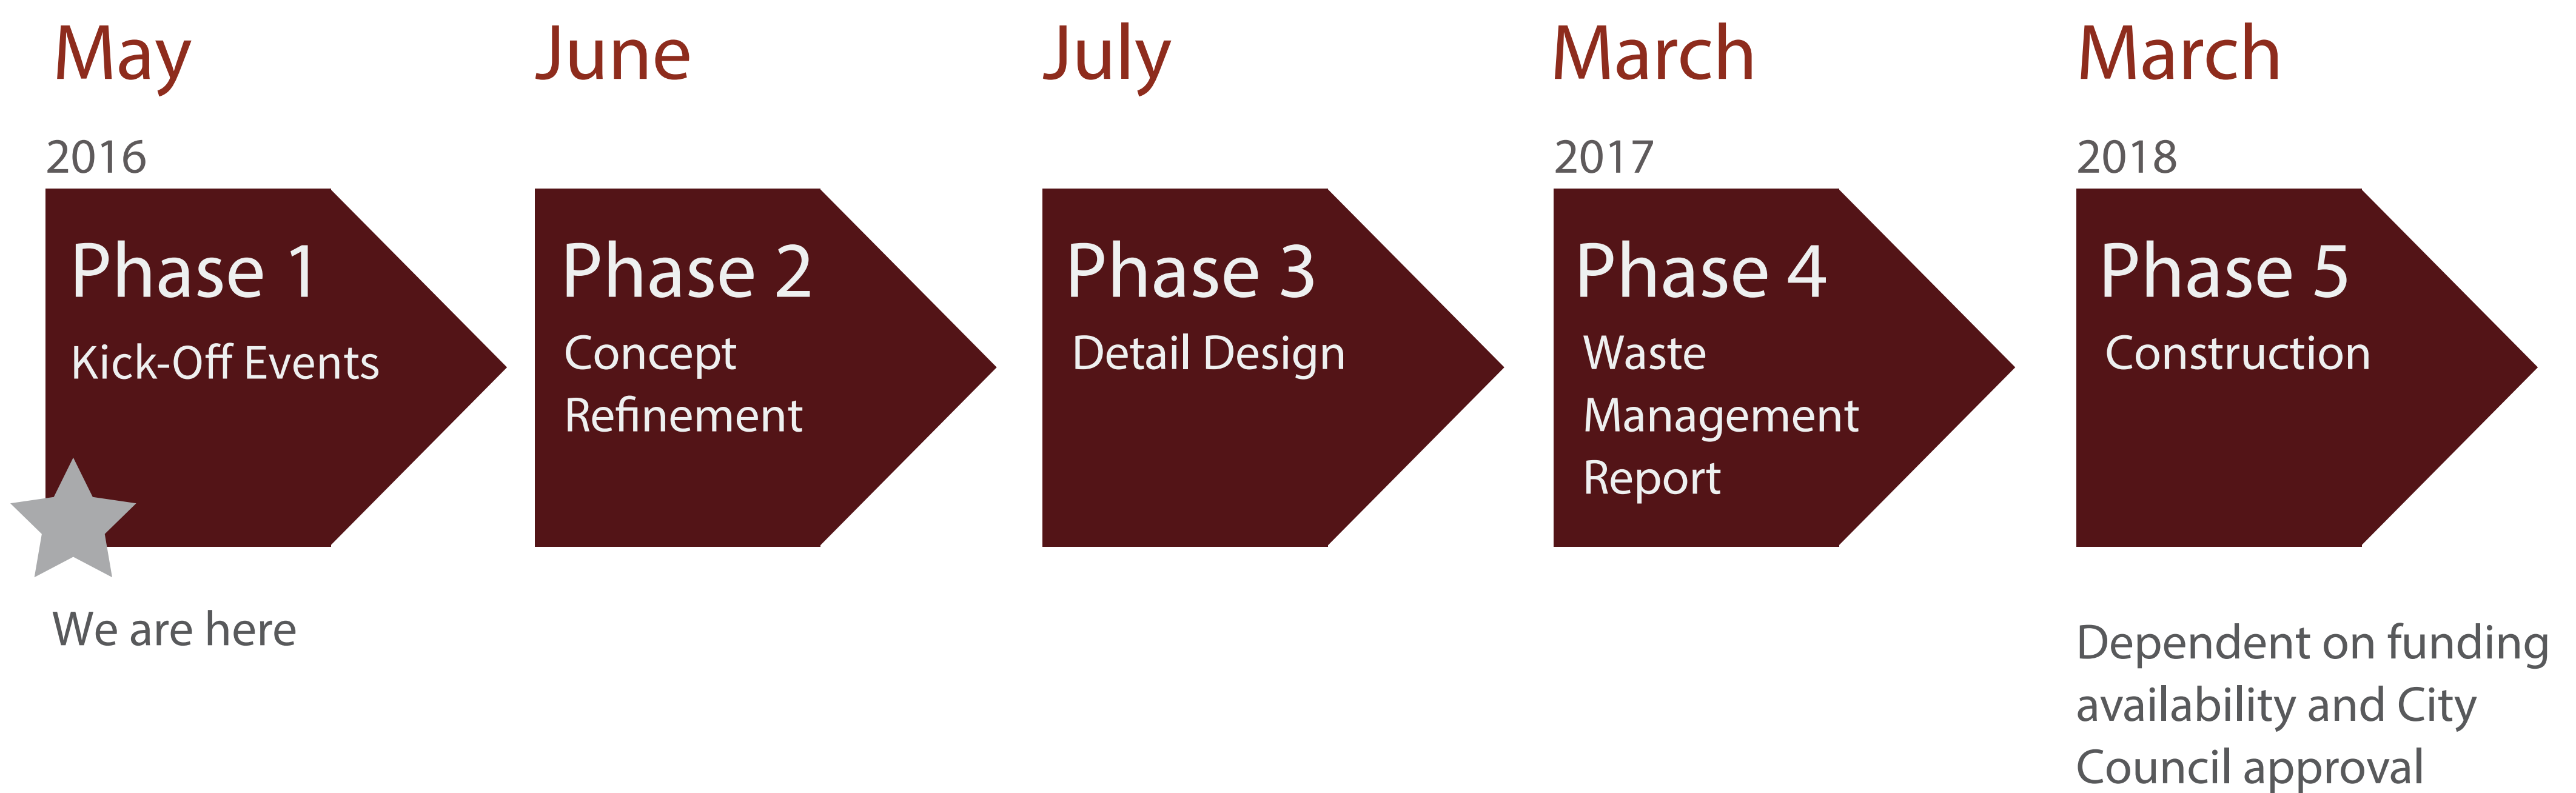 May
2016
Phase 1
Kick-Off Events
We are here
June
Phase 2
Concept
Refinement
July
Phase 3
Detail Design
March
2017
Phase 4
Waste
Management
Report
March
2018
Phase 5
Construction
Dependent on funding
availability and City
Council approval